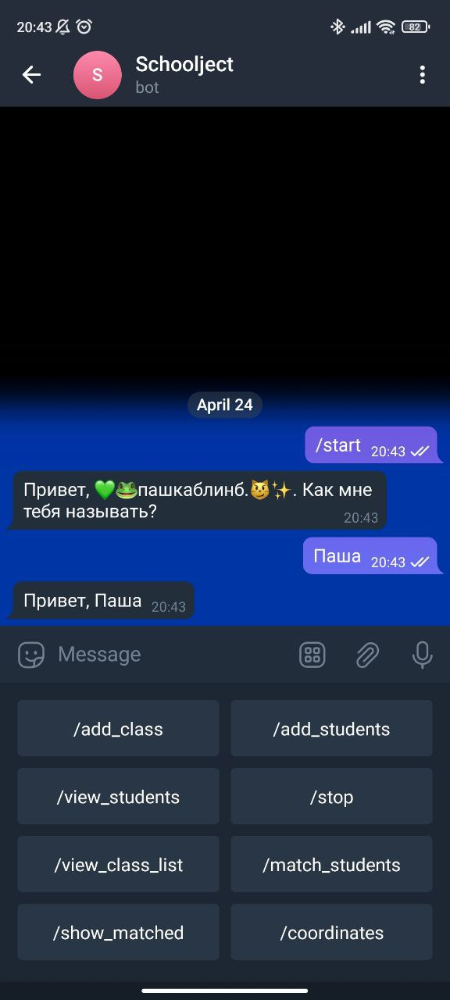 20:43
82
S
Schoolject
bot
April 24
/start 20:43
Привет, 💚🐸пашкаблинб.😼✨. Как мне
тебя называть? 20:43
Паша 20:43
Привет, Паша 20:43
Message
/add_class /add_students
/view_students /stop
/view_class_list /match_students
/show_matched /coordinates